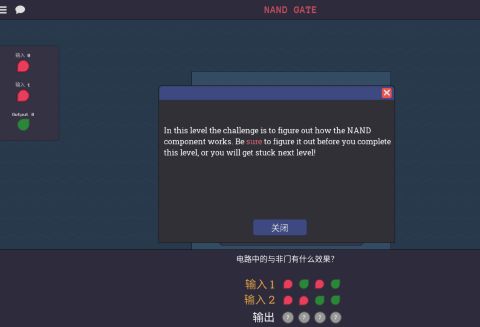 NAND GATE
输入 0
输入 1
Output 0
In this level the challenge is to figure out how the NAND
component works. Be sure to figure it out before you complete
this level, or you will get stuck next level!
关闭
电路中的与非门有什么效果？
输入 1
输入 2
输出 ? ? ? ?